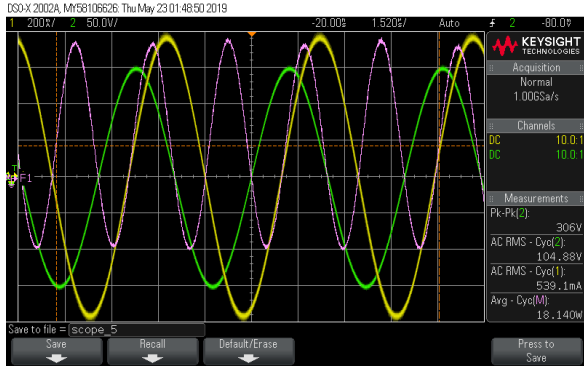 DSO-X 2002A, MY58106626: Thu May 23 01:48:50 2019
1 200%/ 2 50.0V/ -20.00% 1.520%/ Auto 2 -80.0V
KEYSIGHT
TECHNOLOGIES
Acquisition
Normal
1.00GSa/s
Channels
DC 10.0:1
DC 10.0:1
Measurements
Pk-Pk(2):
306V
AC RMS - Cyc(2):
104.88V
AC RMS - Cyc(1):
539.1mA
Avg - Cyc(M):
18.140W
Save to file = scope_5
Save Recall Default/Erase Press to
Save